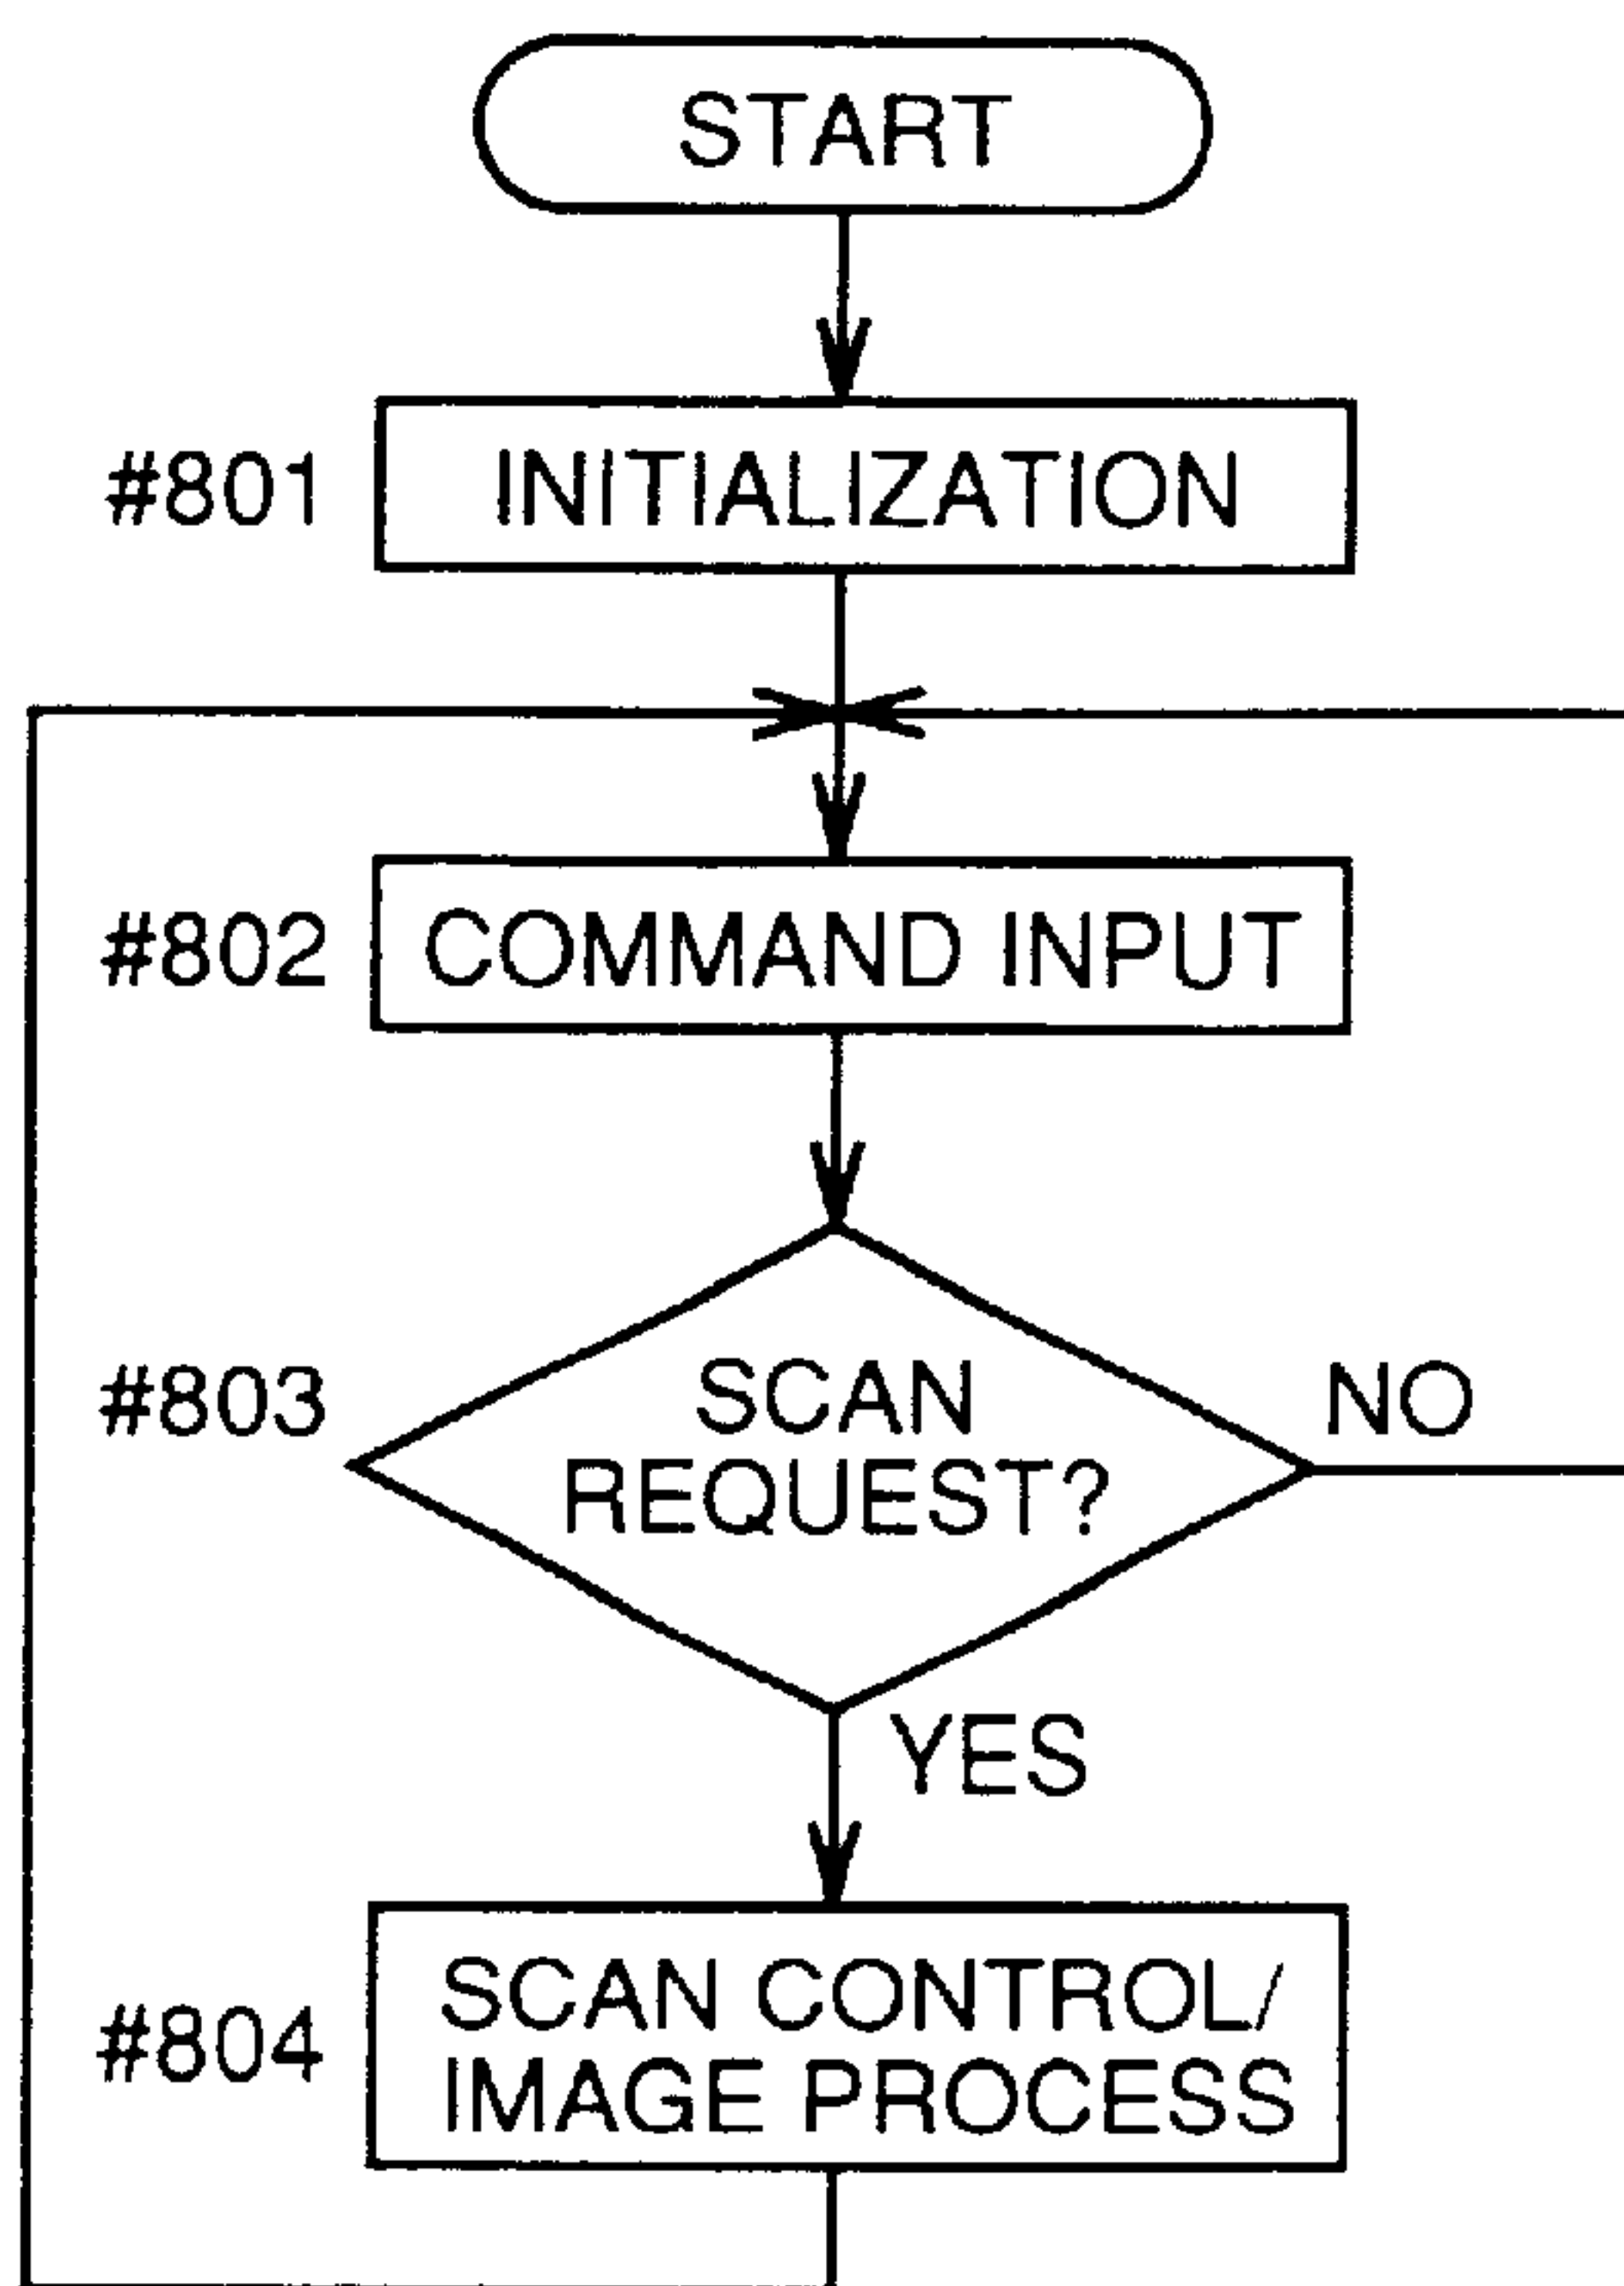 START
#801 INITIALIZATION
#802 COMMAND INPUT
#803 SCAN
REQUEST?
NO
YES
#804 SCAN CONTROL/
IMAGE PROCESS